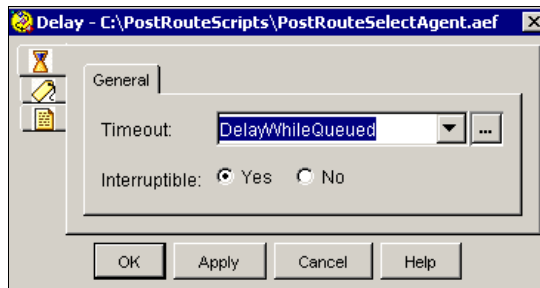 Delay - C:\PostRouteScripts\PostRouteSelectAgent.aef
General
Timeout: DelayWhileQueued ...
Interruptible: Yes No
OK Apply Cancel Help